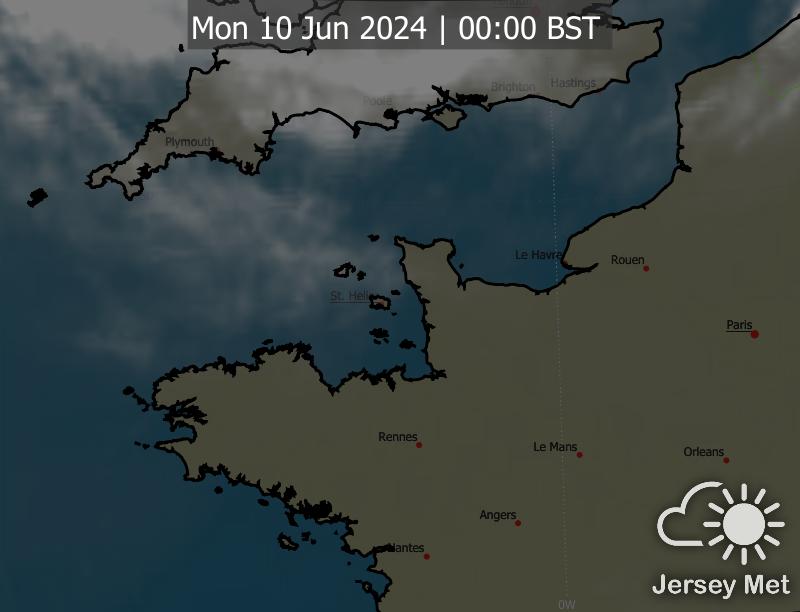 London
Mon 10 Jun 2024 | 00:00 BST
Brighton
Hastings
Poole
Plymouth
Le Havre
Rouen
St. Helier
Paris
Rennes
Le Mans
Orleans
Angers
Nantes
Jersey Met
0W